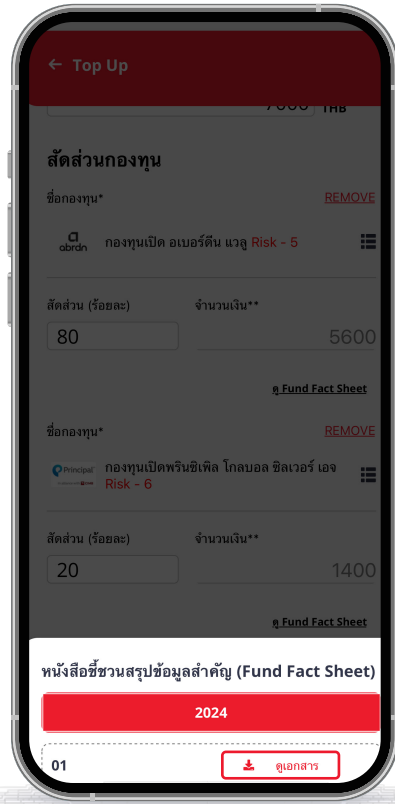 ← Top Up
7000 THB
สัดส่วนกองทุน
ชื่อกองทุน* REMOVE
abrdn กองทุนเปิด อเบอร์ดีน แวลู Risk - 5
สัดส่วน (ร้อยละ) จำนวนเงิน**
80 5600
ดู Fund Fact Sheet
ชื่อกองทุน* REMOVE
Principal กองทุนเปิดพรินซิเพิล โกลบอล ซิลเวอร์ เอจ
Risk - 6
สัดส่วน (ร้อยละ) จำนวนเงิน**
20 1400
ดู Fund Fact Sheet
หนังสือชี้ชวนสรุปข้อมูลสำคัญ (Fund Fact Sheet)
2024
01 ดูเอกสาร